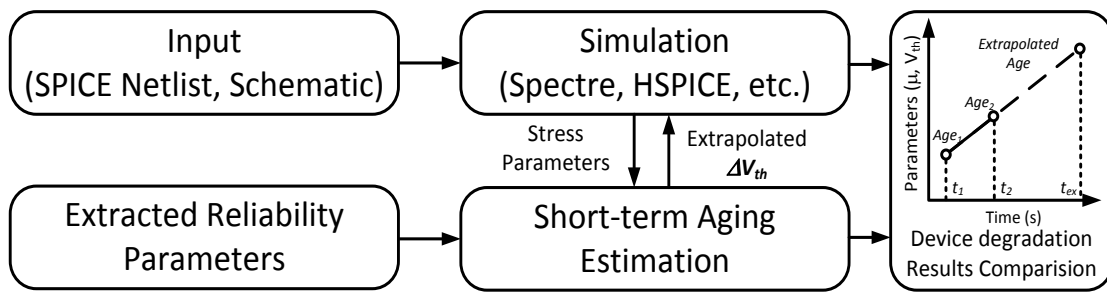 Input
(SPICE Netlist, Schematic)
Simulation
(Spectre, HSPICE, etc.)
Stress
Parameters
Extrapolated
ΔVth
Extracted Reliability
Parameters
Short-term Aging
Estimation
Parameters (μ, Vth)
Extrapolated
Age
Age2
Age1
t1
t2
tex
Time (s)
Device degradation
Results Comparision